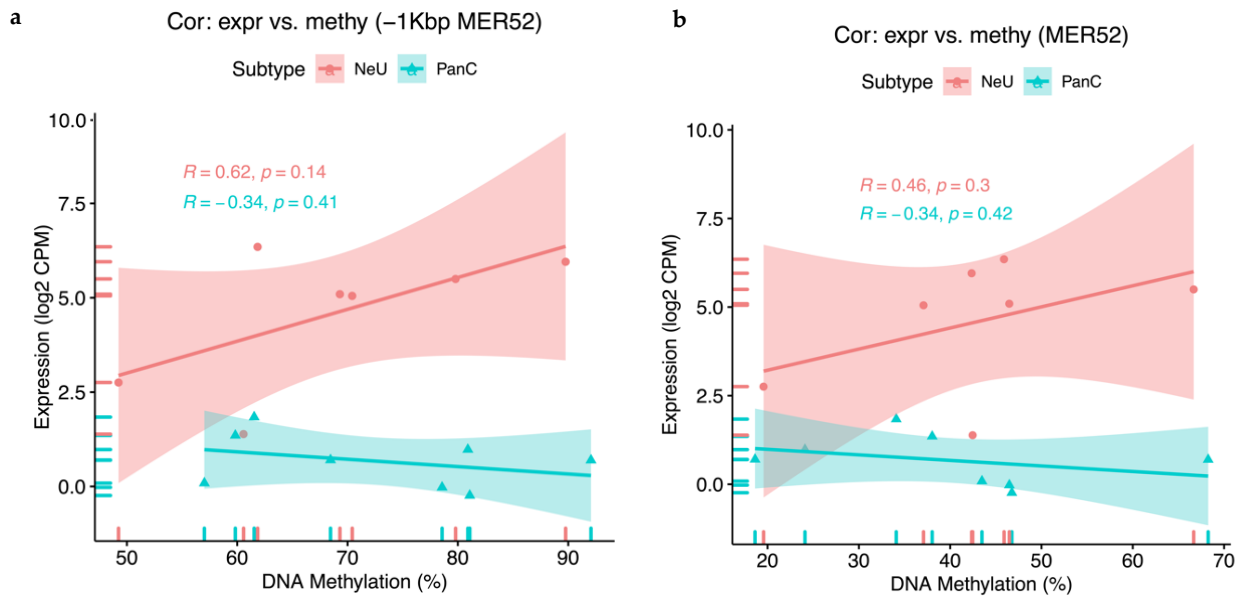 a
Cor: expr vs. methy (−1Kbp MER52)
Subtype a NeU a PanC
R = 0.62, p = 0.14
R = −0.34, p = 0.41
Expression (log2 CPM)
10.0
7.5
5.0
2.5
0.0
50 60 70 80 90
DNA Methylation (%)
b
Cor: expr vs. methy (MER52)
Subtype a NeU a PanC
R = 0.46, p = 0.3
R = −0.34, p = 0.42
Expression (log2 CPM)
10.0
7.5
5.0
2.5
0.0
20 30 40 50 60 70
DNA Methylation (%)